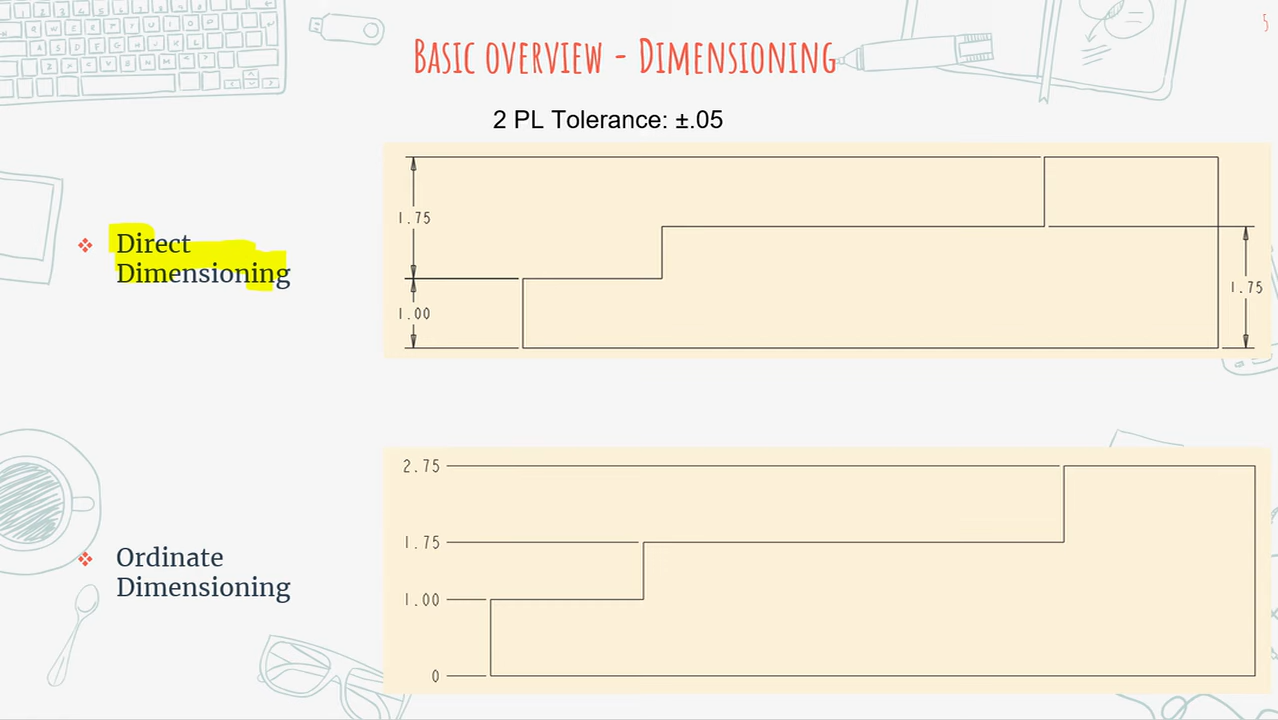 5
BASIC OVERVIEW - DIMENSIONING
2 PL Tolerance: ±.05
Direct
Dimensioning
1.75
1.00
1.75
Ordinate
Dimensioning
2.75
1.75
1.00
0